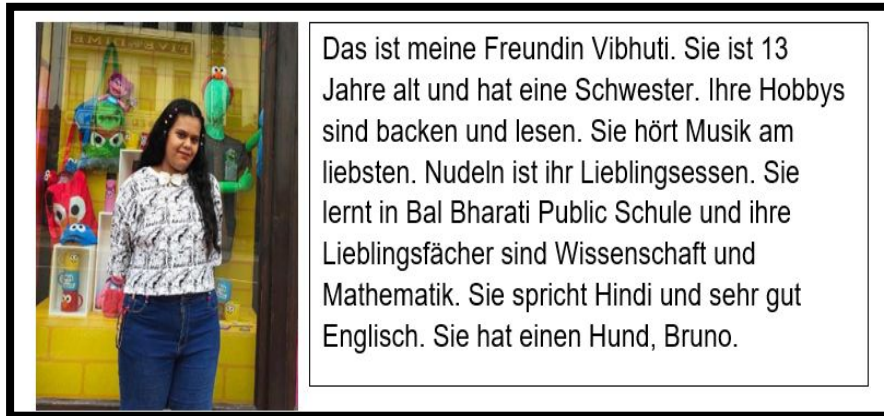 Das ist meine Freundin Vibhuti. Sie ist 13
Jahre alt und hat eine Schwester. Ihre Hobbys
sind backen und lesen. Sie hört Musik am
liebsten. Nudeln ist ihr Lieblingsessen. Sie
lernt in Bal Bharati Public Schule und ihre
Lieblingsfächer sind Wissenschaft und
Mathematik. Sie spricht Hindi und sehr gut
Englisch. Sie hat einen Hund, Bruno.